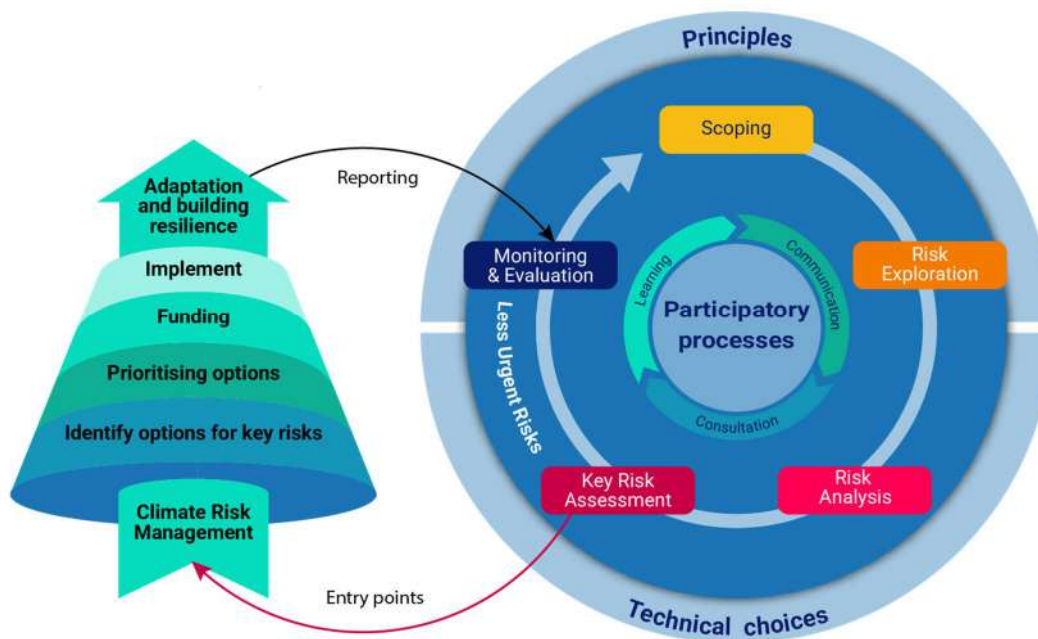 Principles
Scoping
Adaptation
and building
resilience
Reporting
Monitoring
& Evaluation
Risk
Exploration
Learning
Communication
Implement
Participatory
processes
Funding
Less Urgent Risks
Prioritising options
Consultation
Identify options for key risks
Key Risk
Assessment
Risk
Analysis
Climate Risk
Management
Entry points
Technical choices